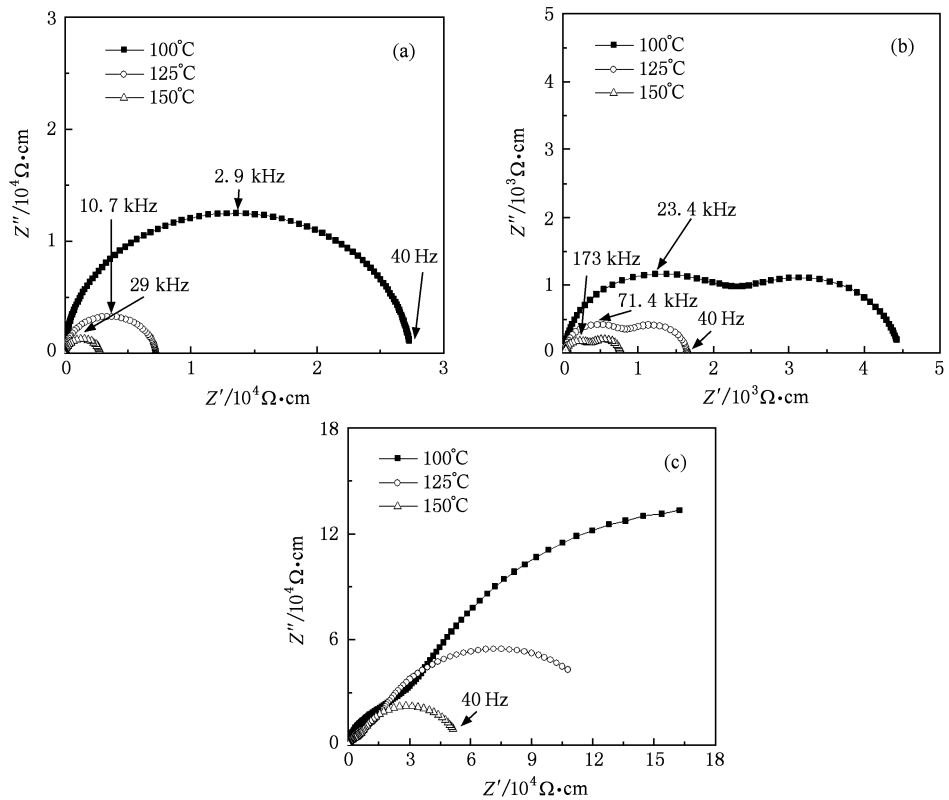 3
(a)
100℃
125℃
150℃
2
2. 9 kHz
10. 7 kHz
1
40 Hz
29 kHz
0
0
1
2
3
Z″/10⁴Ω•cm
Z′/10⁴Ω•cm
5
(b)
100℃
125℃
150℃
4
3
2
23. 4 kHz
173 kHz
1
71. 4 kHz
40 Hz
0
0
1
2
3
4
5
Z″/10³Ω•cm
Z′/10³Ω•cm
18
(c)
100℃
125℃
150℃
12
6
40 Hz
0
0
3
6
9
12
15
18
Z″/10⁴Ω•cm
Z′/10⁴Ω•cm